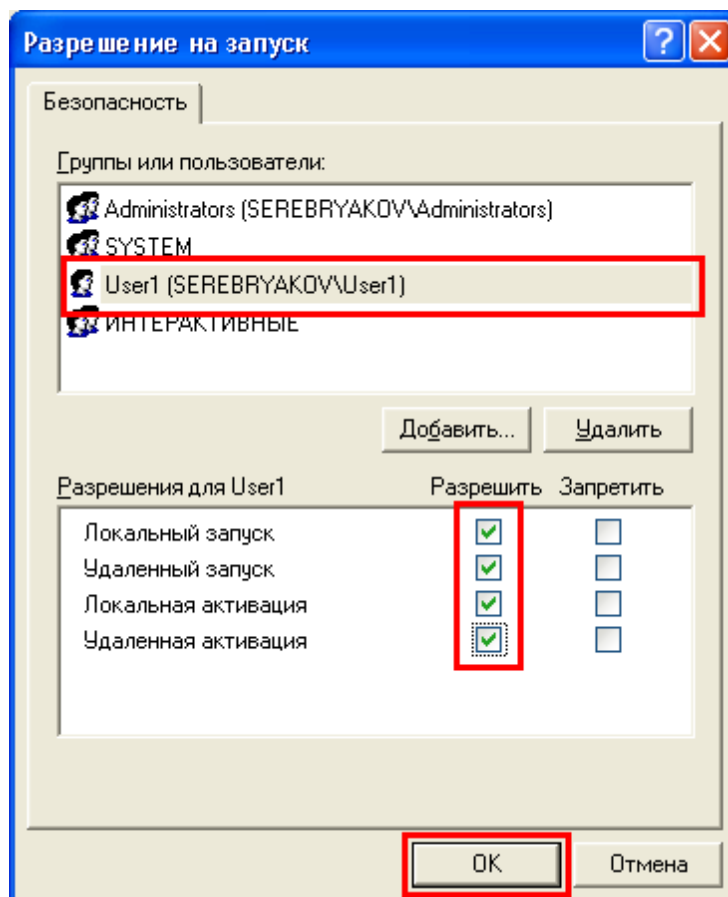 Разрешение на запуск
Безопасность
Группы или пользователи:
Administrators (SEREBRYAKOV\Administrators)
SYSTEM
User1 (SEREBRYAKOV\User1)
ИНТЕРАКТИВНЫЕ
Добавить... Удалить
Разрешения для User1 Разрешить Запретить
Локальный запуск
Удаленный запуск
Локальная активация
Удаленная активация
OK Отмена